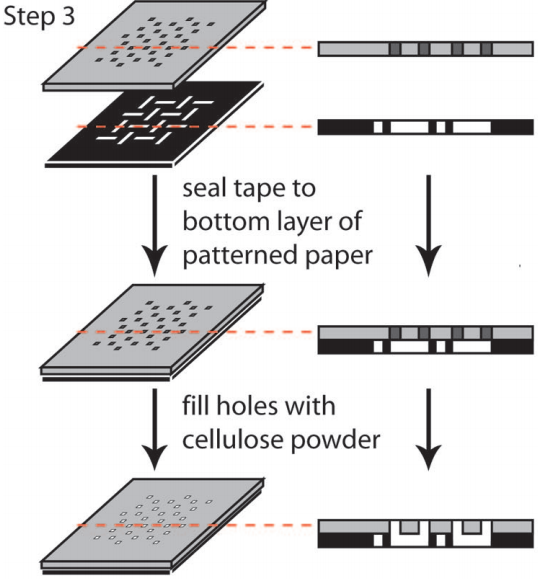 Step 3
seal tape to
bottom layer of
patterned paper
fill holes with
cellulose powder